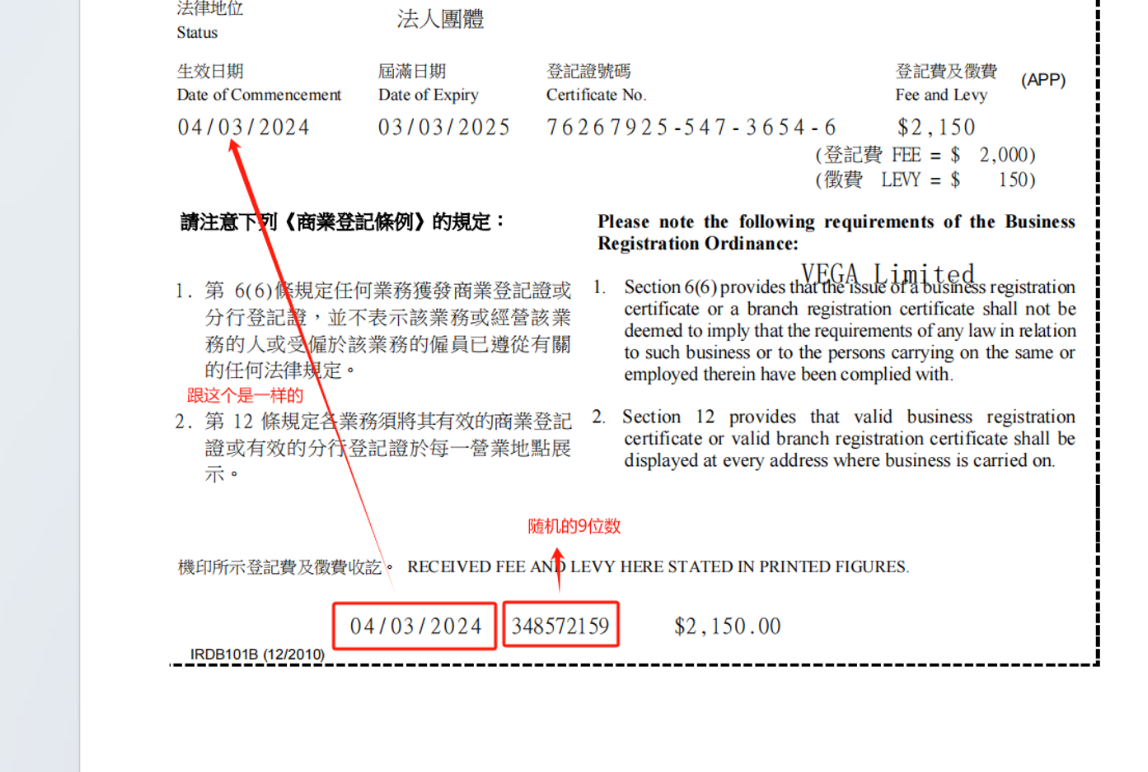 法律地位
Status
法人團體
生效日期
屆滿日期
登記證號碼
登記費及徵費
(APP)
Date of Commencement
Date of Expiry
Certificate No.
Fee and Levy
04/03/2024
03/03/2025
76267925-547-3654-6
$2,150
(登記費 FEE = $ 2,000)
(徵費 LEVY = $ 150)
請注意下列《商業登記條例》的規定：
1. 第 6(6)條規定任何業務獲發商業登記證或
分行登記證，並不表示該業務或經營該業
務的人或受僱於該業務的僱員已遵從有關
的任何法律規定。
跟这个是一样的
2. 第 12 條規定各業務須將其有效的商業登記
證或有效的分行登記證於每一營業地點展
示。
Please note the following requirements of the Business
Registration Ordinance:
VEGA Limited
1. Section 6(6) provides that the issue of a business registration
certificate or a branch registration certificate shall not be
deemed to imply that the requirements of any law in relation
to such business or to the persons carrying on the same or
employed therein have been complied with.
2. Section 12 provides that valid business registration
certificate or valid branch registration certificate shall be
displayed at every address where business is carried on.
随机的9位数
機印所示登記費及徵費收訖。 RECEIVED FEE AND LEVY HERE STATED IN PRINTED FIGURES.
04/03/2024
348572159
$2,150.00
IRDB101B (12/2010)